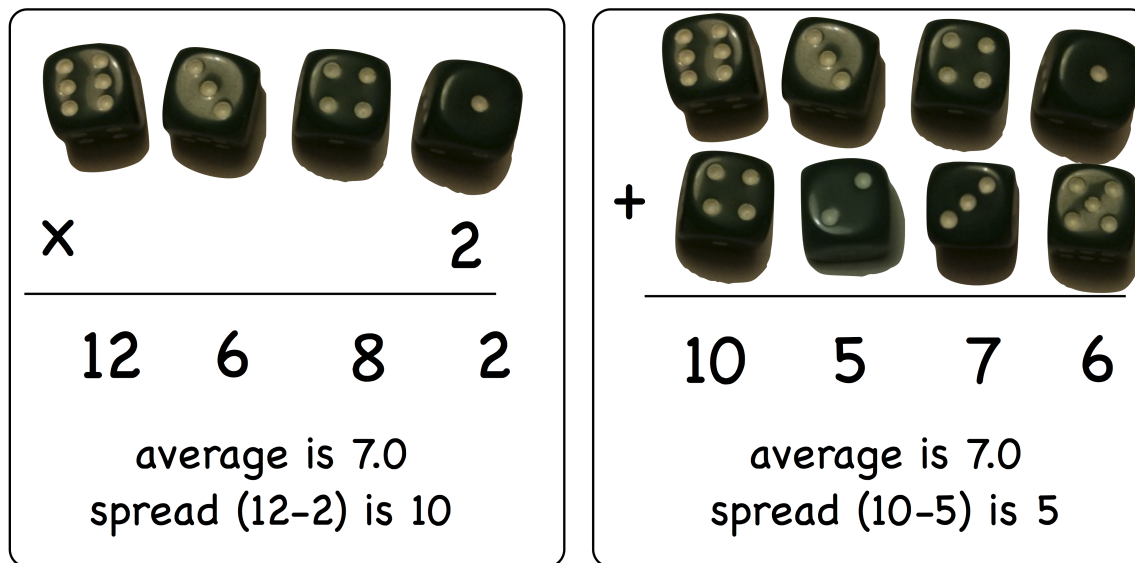 x 2
12 6 8 2
average is 7.0
spread (12-2) is 10
+
10 5 7 6
average is 7.0
spread (10-5) is 5